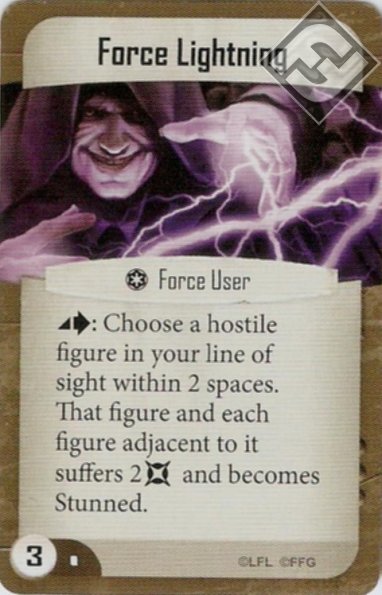 Force Lightning
Force User
: Choose a hostile
figure in your line of
sight within 2 spaces.
That figure and each
figure adjacent to it
suffers 2 and becomes
Stunned.
3
©LFL ©FFG